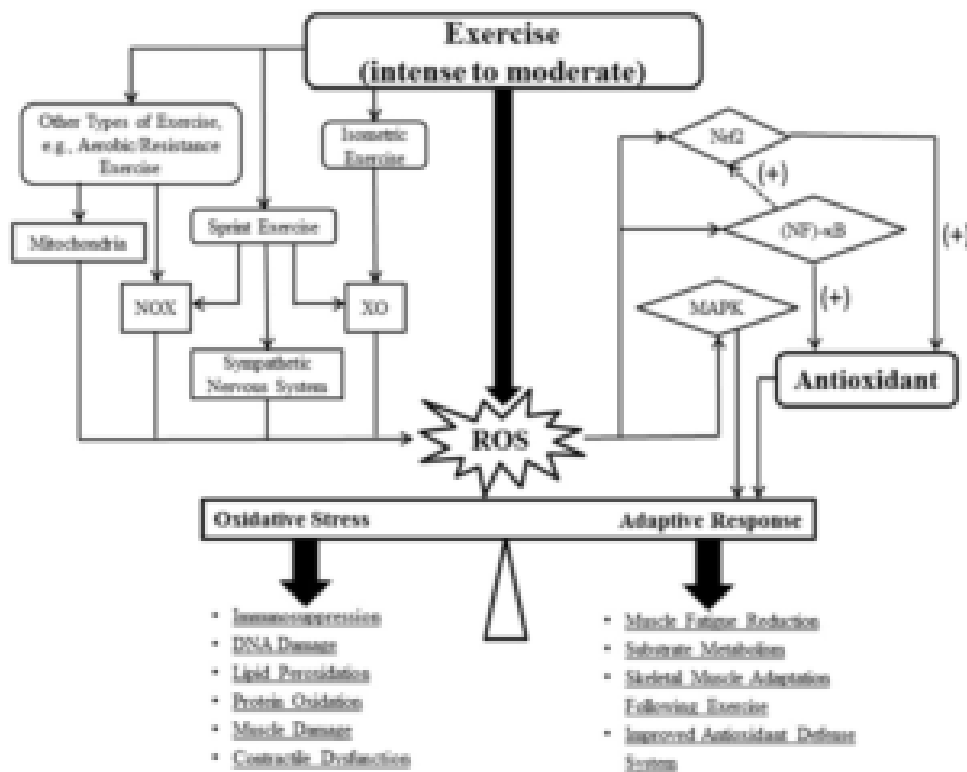 Exercise
(intense to moderate)
Other Types of Exercise,
e.g., Aerobic/Resistance
Exercise
Isometric
Exercise
Nrf2
(+)
Mitochondria
Sprint Exercise
(NF)-κB
(+)
NOX
XO
MAPK
(+)
Sympathetic
Nervous System
Antioxidant
ROS
Oxidative Stress
Adaptive Response
• Immunosuppression
• DNA Damage
• Lipid Peroxidation
• Protein Oxidation
• Muscle Damage
• Contractile Dysfunction
• Muscle Fatigue Reduction
• Substrate Metabolism
• Skeletal Muscle Adaptation
Following Exercise
• Improved Antioxidant Defense
System